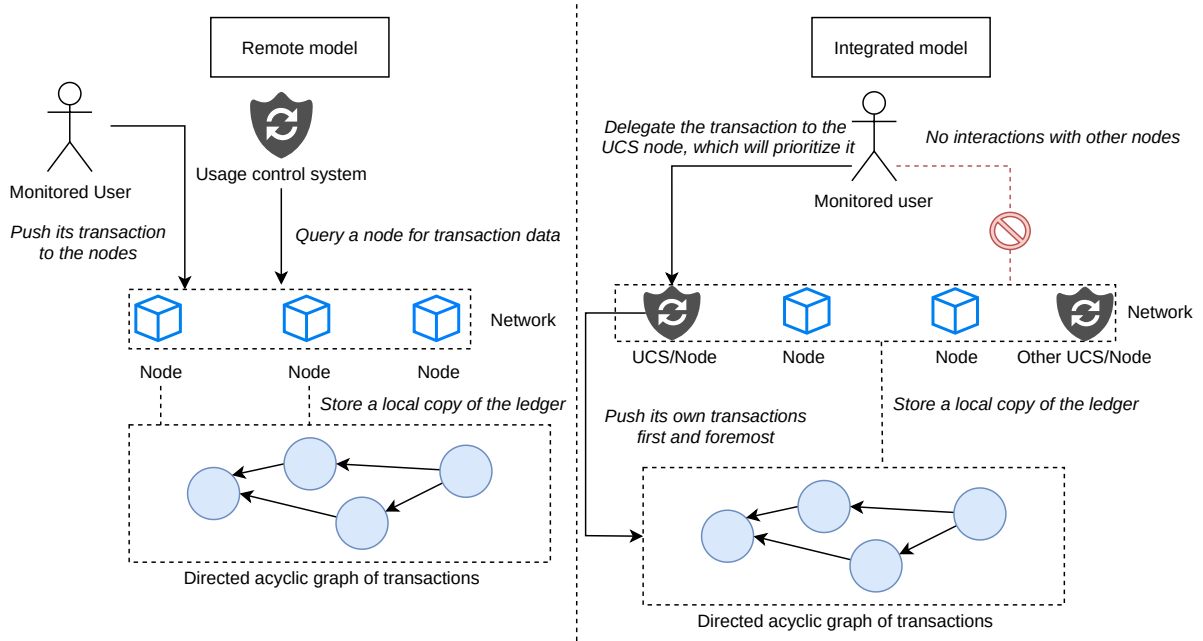 Remote model
Monitored User
Usage control system
Push its transaction
to the nodes
Query a node for transaction data
Network
Node
Node
Node
Store a local copy of the ledger
Directed acyclic graph of transactions
Integrated model
Delegate the transaction to the
UCS node, which will prioritize it
No interactions with other nodes
Monitored user
Network
UCS/Node
Node
Node
Other UCS/Node
Push its own transactions
first and foremost
Store a local copy of the ledger
Directed acyclic graph of transactions